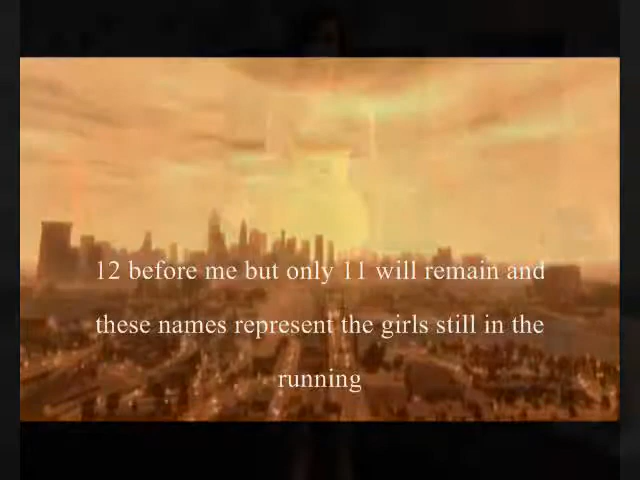 12 before me but only 11 will remain and
these names represent the girls still in the
running